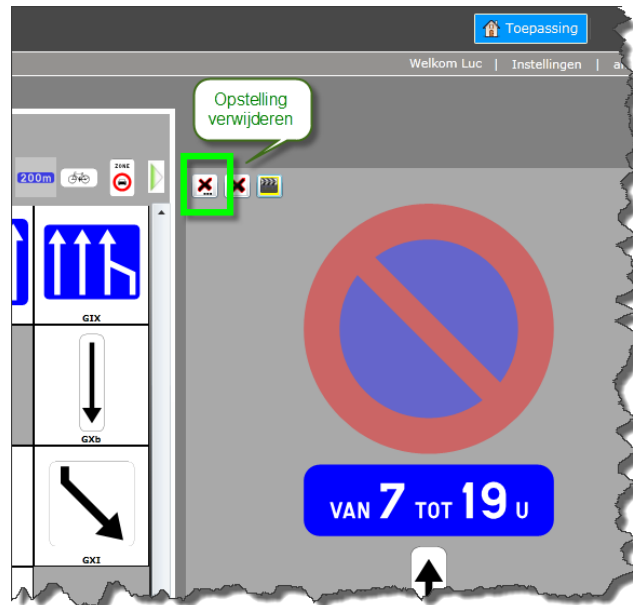 Toepassing
Welkom Luc | Instellingen |
Opstelling
verwijderen
200m
ZONE
GIX
GXb
GXI
VAN 7 TOT 19 U